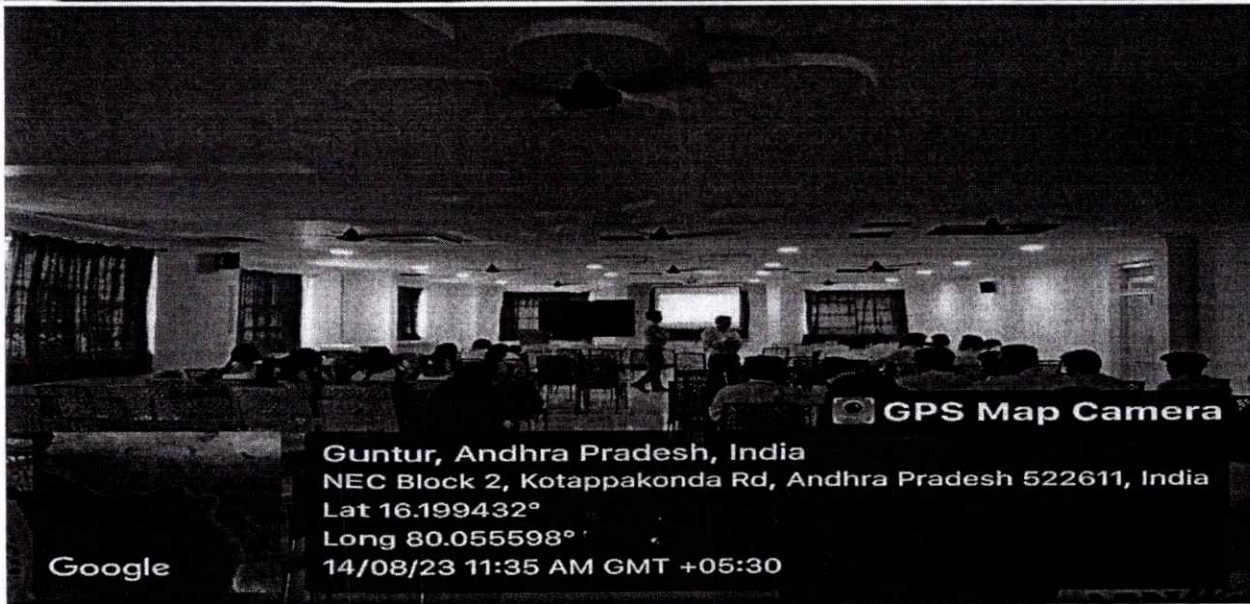 GPS Map Camera
Guntur, Andhra Pradesh, India
NEC Block 2, Kotappakonda Rd, Andhra Pradesh 522611, India
Lat 16.199432°
Long 80.055598°
14/08/23 11:35 AM GMT +05:30
Google